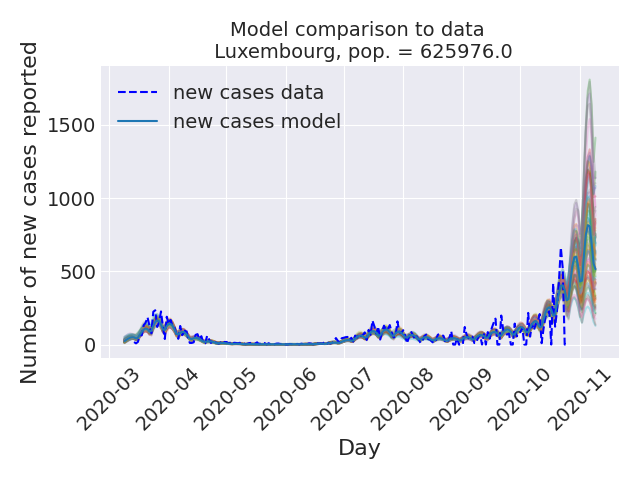 Model comparison to data
Luxembourg, pop. = 625976.0
new cases data
new cases model
Number of new cases reported
1500
1000
500
0
2020-03
2020-04
2020-05
2020-06
2020-07
2020-08
2020-09
2020-10
2020-11
Day